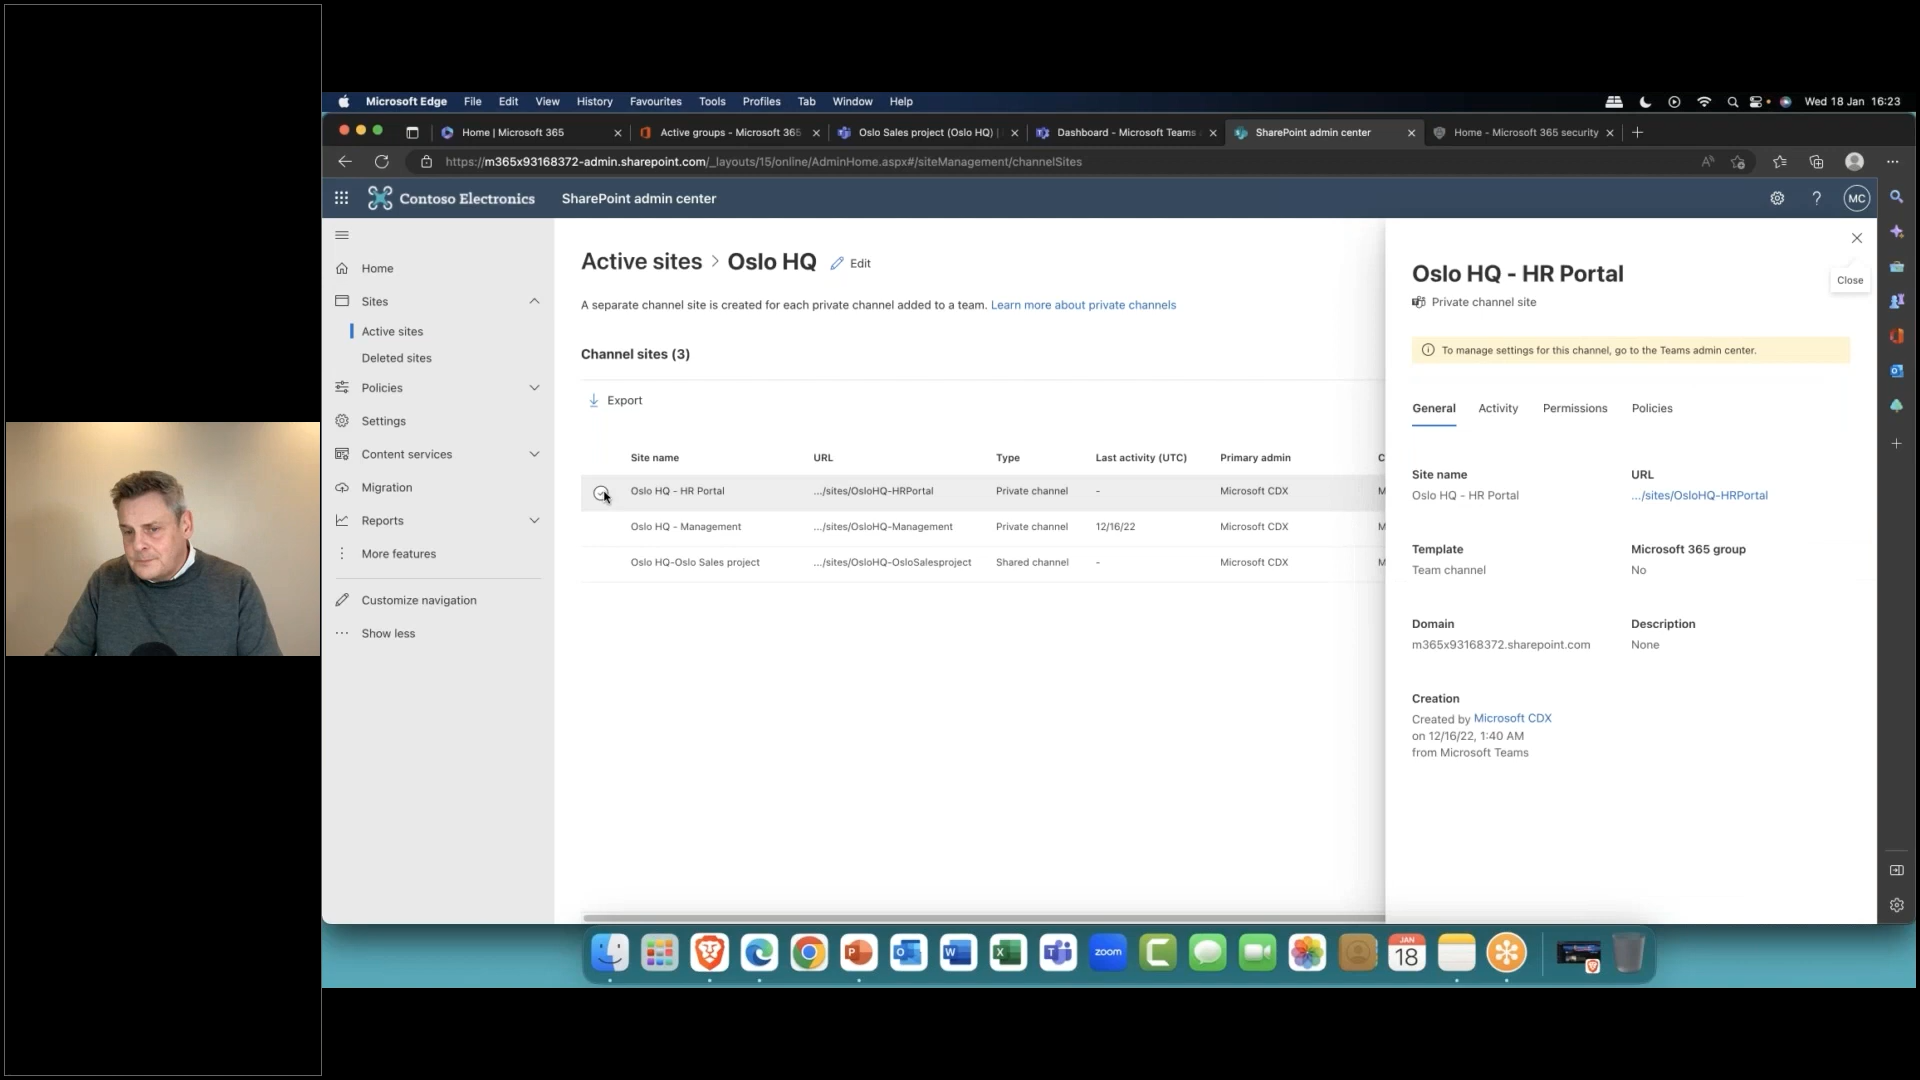 Microsoft Edge File Edit View History Favourites Tools Profiles Tab Window Help
Wed 18 Jan 16:23
Home | Microsoft 365
Active groups - Microsoft 365
Oslo Sales project (Oslo HQ) |
Dashboard - Microsoft Teams
SharePoint admin center
Home - Microsoft 365 security
https://m365x93168372-admin.sharepoint.com/_layouts/15/online/AdminHome.aspx#/siteManagement/channelSites
Contoso Electronics
SharePoint admin center
MC
Home
Sites
Active sites
Deleted sites
Policies
Settings
Content services
Migration
Reports
More features
Customize navigation
Show less
Active sites > Oslo HQ Edit
A separate channel site is created for each private channel added to a team. Learn more about private channels
Channel sites (3)
Export
Site name URL Type Last activity (UTC) Primary admin C
Oslo HQ - HR Portal .../sites/OsloHQ-HRPortal Private channel - Microsoft CDX M
Oslo HQ - Management .../sites/OsloHQ-Management Private channel 12/16/22 Microsoft CDX M
Oslo HQ-Oslo Sales project .../sites/OsloHQ-OsloSalesproject Shared channel - Microsoft CDX M
Close
Oslo HQ - HR Portal
Private channel site
To manage settings for this channel, go to the Teams admin center.
General Activity Permissions Policies
Site name URL
Oslo HQ - HR Portal .../sites/OsloHQ-HRPortal
Template Microsoft 365 group
Team channel No
Domain Description
m365x93168372.sharepoint.com None
Creation
Created by Microsoft CDX
on 12/16/22, 1:40 AM
from Microsoft Teams
zoom
JAN
18